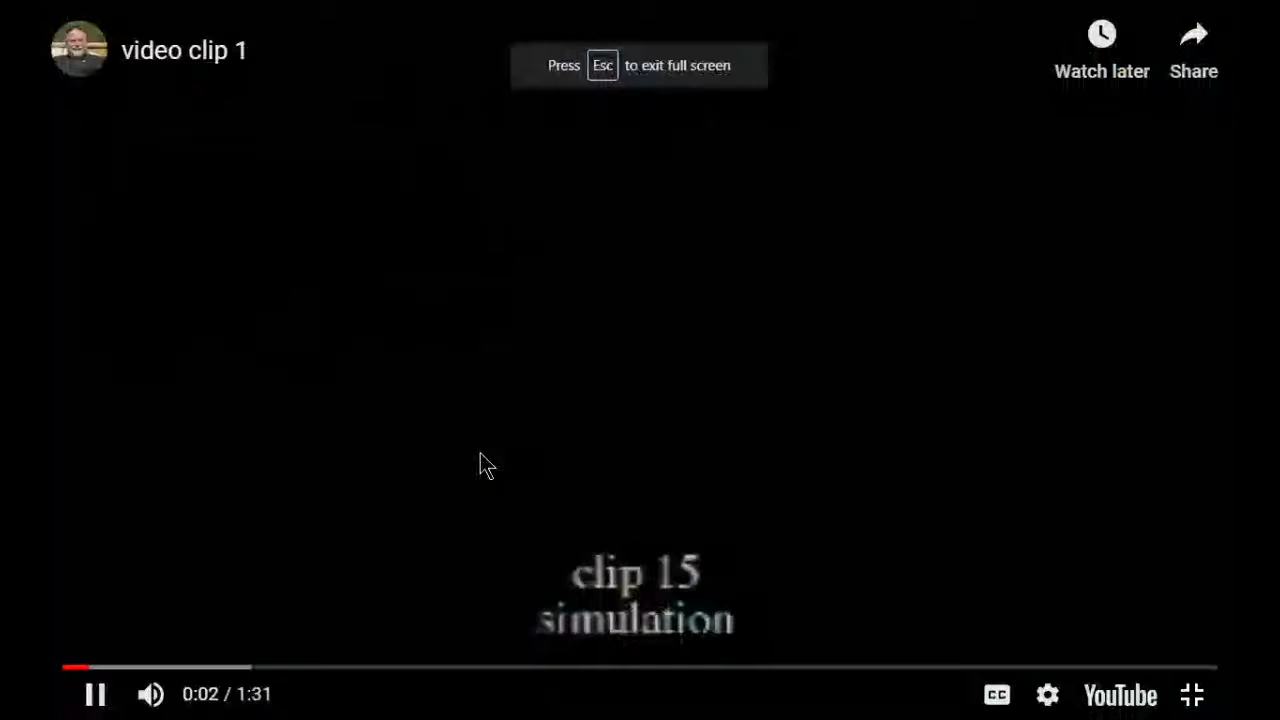 video clip 1
Press Esc to exit full screen
Watch later
Share
clip 15
simulation
0:02 / 1:31
CC
YouTube